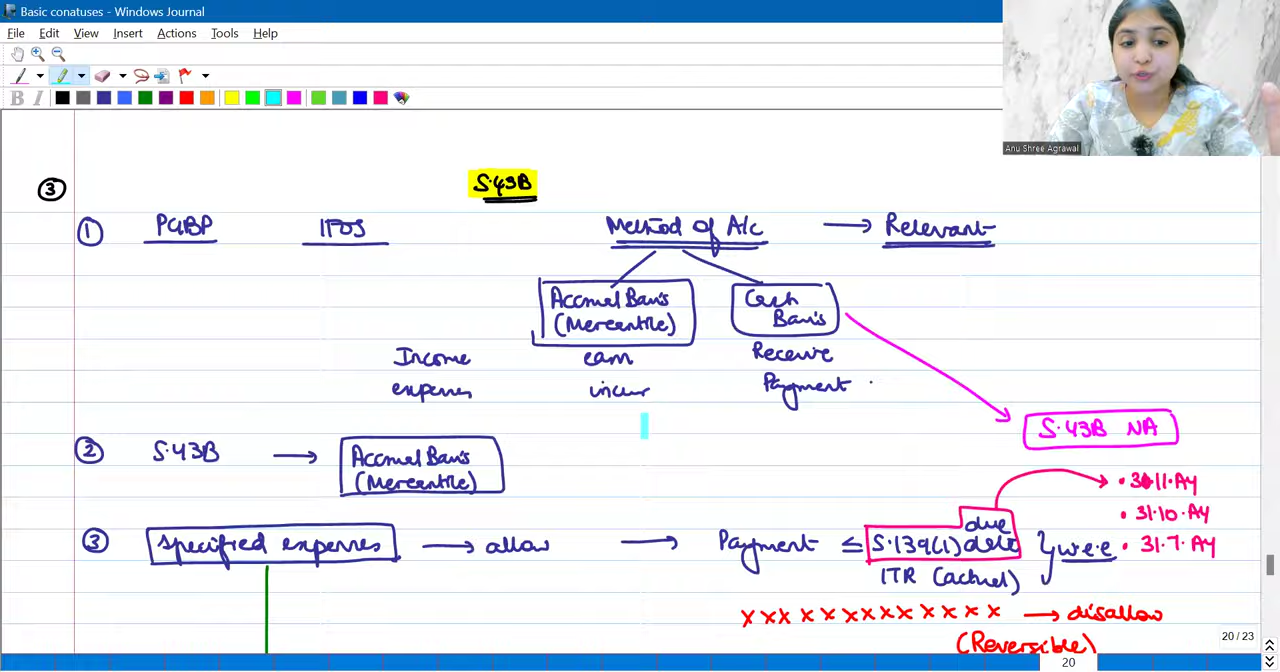 Basic conatuses - Windows Journal
File Edit View Insert Actions Tools Help
B I
Anu Shree Agrawal
③ S.43B
① PGBP IFOS Method of A/c → Relevant
Accrual Basis Cash
(Mercantile) Basis
Income earn Receive
expenses incur Payment
S.43B NA
② S.43B → Accrual Basis
(Mercantile)
• 30.11.AY
• 31.10.AY
due
③ Specified expenses → allow → Payment ≤ S.139(1) date w.e.e • 31.7.AY
ITR (actual)
x x x x x x x x x x x x x → disallow
(Reversible)
20 / 23
20